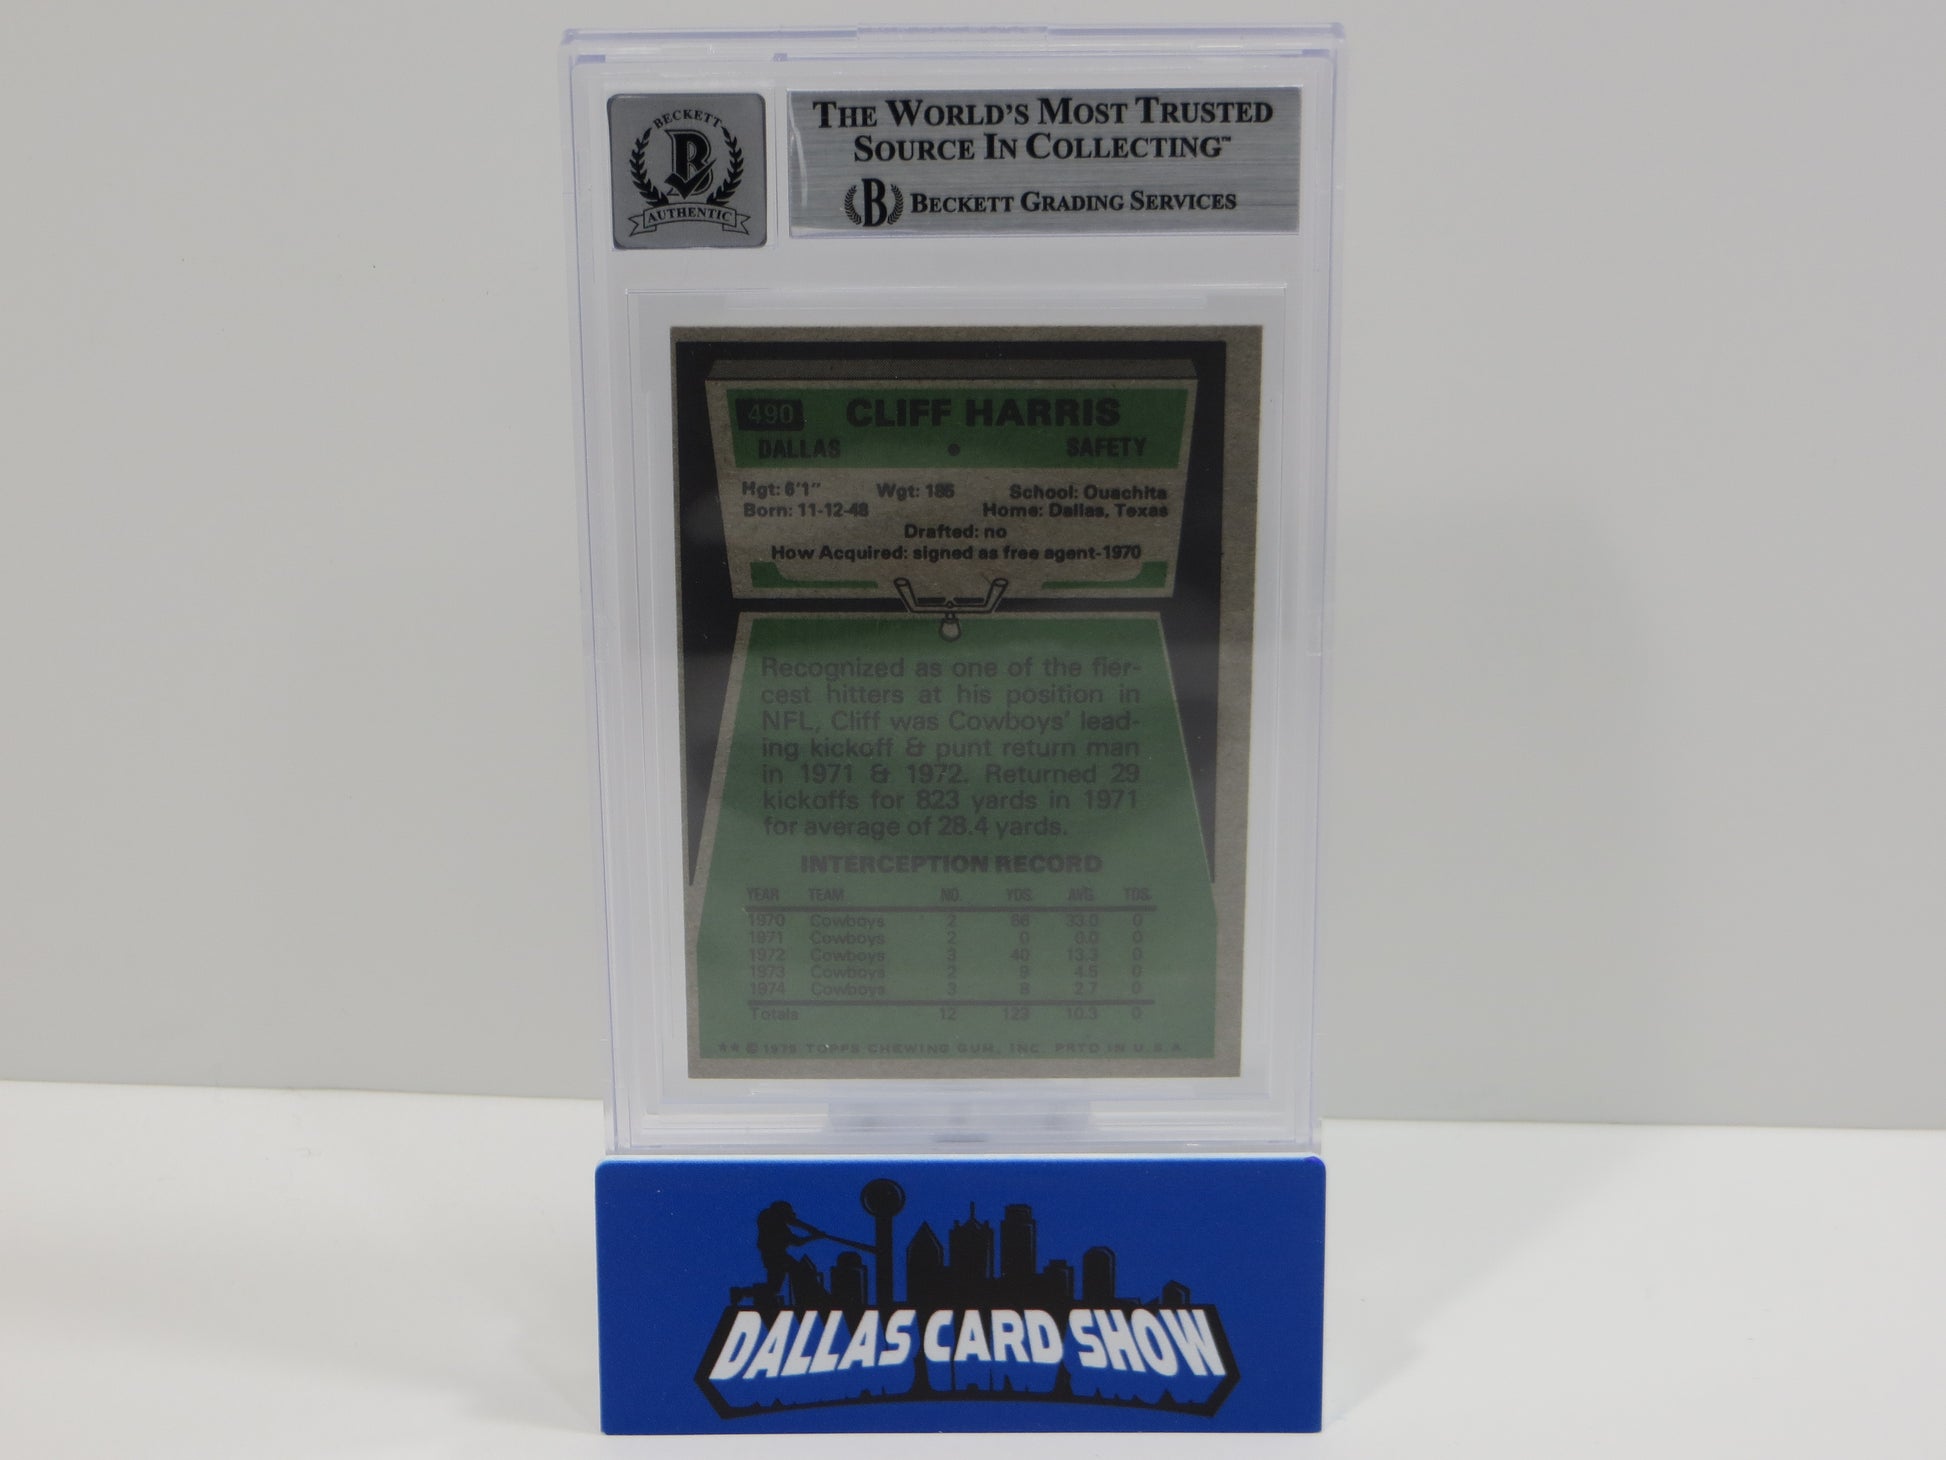 BECKETT
B
AUTHENTIC
THE WORLD'S MOST TRUSTED
SOURCE IN COLLECTING™
B BECKETT GRADING SERVICES
490 CLIFF HARRIS
DALLAS • SAFETY
Hgt: 6'1" Wgt: 185 School: Ouachita
Born: 11-12-48 Home: Dallas, Texas
Drafted: no
How Acquired: signed as free agent-1970
Recognized as one of the fier-
cest hitters at his position in
NFL, Cliff was Cowboys' lead-
ing kickoff & punt return man
in 1971 & 1972. Returned 29
kickoffs for 823 yards in 1971
for average of 28.4 yards.
INTERCEPTION RECORD
YEAR TEAM NO. YDS. AVG. TDS.
1970 Cowboys 2 66 33.0 0
1971 Cowboys 2 0 0.0 0
1972 Cowboys 3 40 13.3 0
1973 Cowboys 2 9 4.5 0
1974 Cowboys 3 8 2.7 0
Totals 12 123 10.3 0
★★ © 1975 TOPPS CHEWING GUM, INC. PRTD IN U.S.A.
DALLAS CARD SHOW